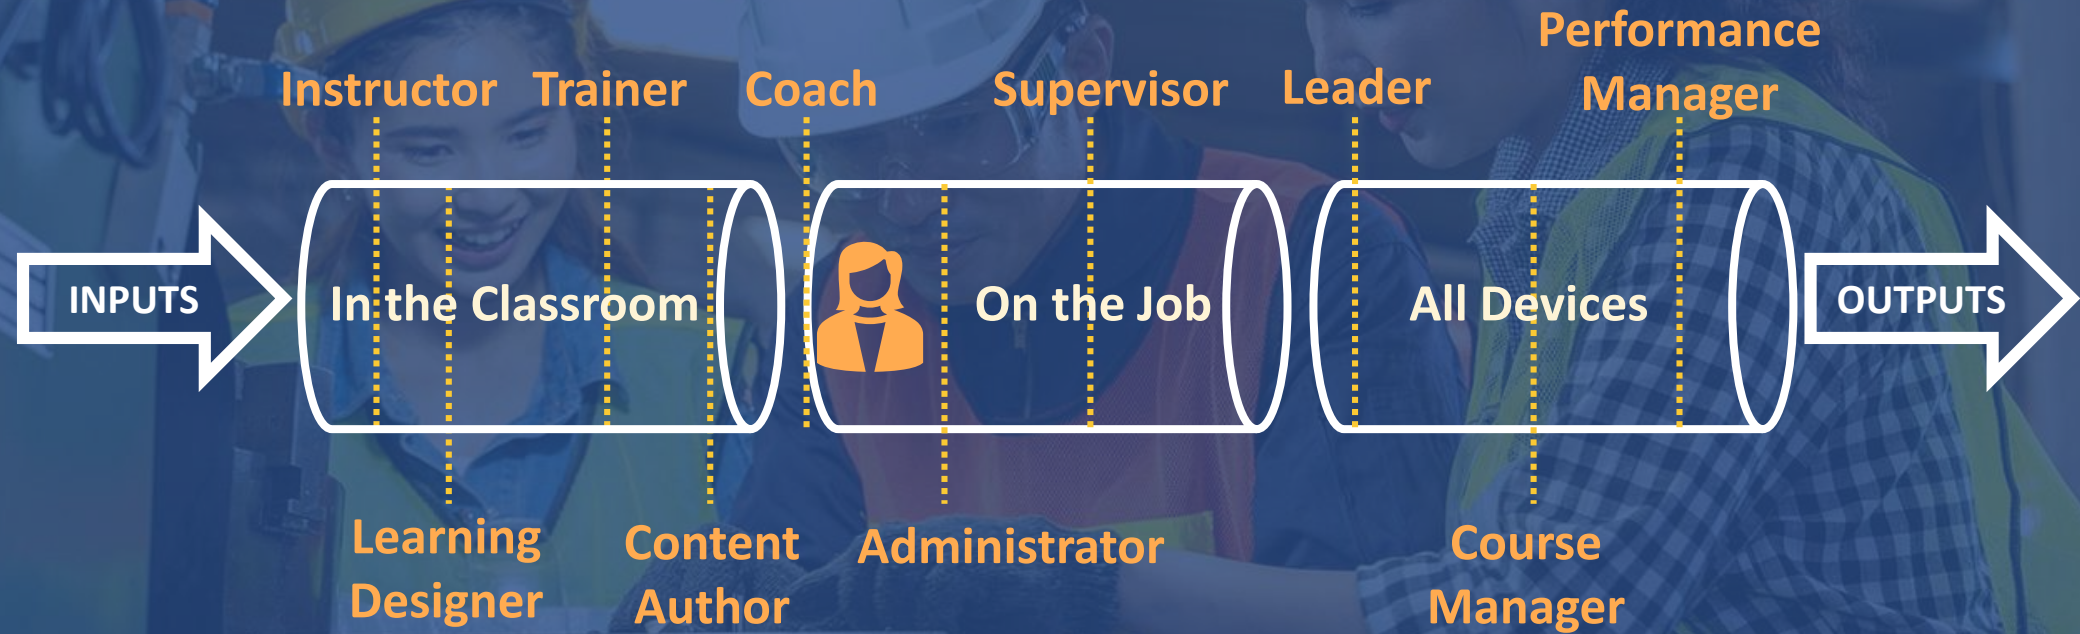 Performance
Manager
Instructor
Trainer
Coach
Supervisor
Leader
INPUTS
In the Classroom
On the Job
All Devices
OUTPUTS
Learning
Designer
Content
Author
Administrator
Course
Manager